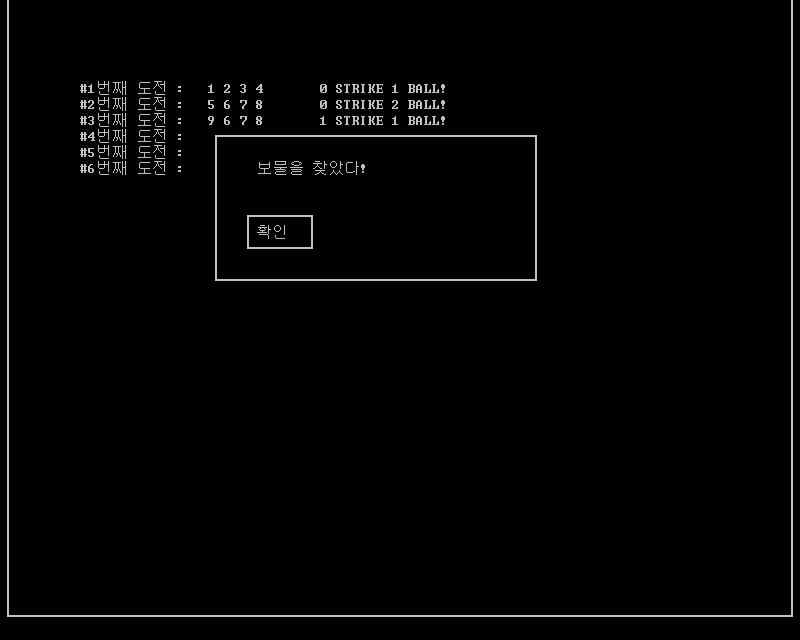 #1번째 도전 : 1 2 3 4 0 STRIKE 1 BALL!
#2번째 도전 : 5 6 7 8 0 STRIKE 2 BALL!
#3번째 도전 : 9 6 7 8 1 STRIKE 1 BALL!
#4번째 도전 :
#5번째 도전 :
#6번째 도전 :
보물을 찾았다!
확인